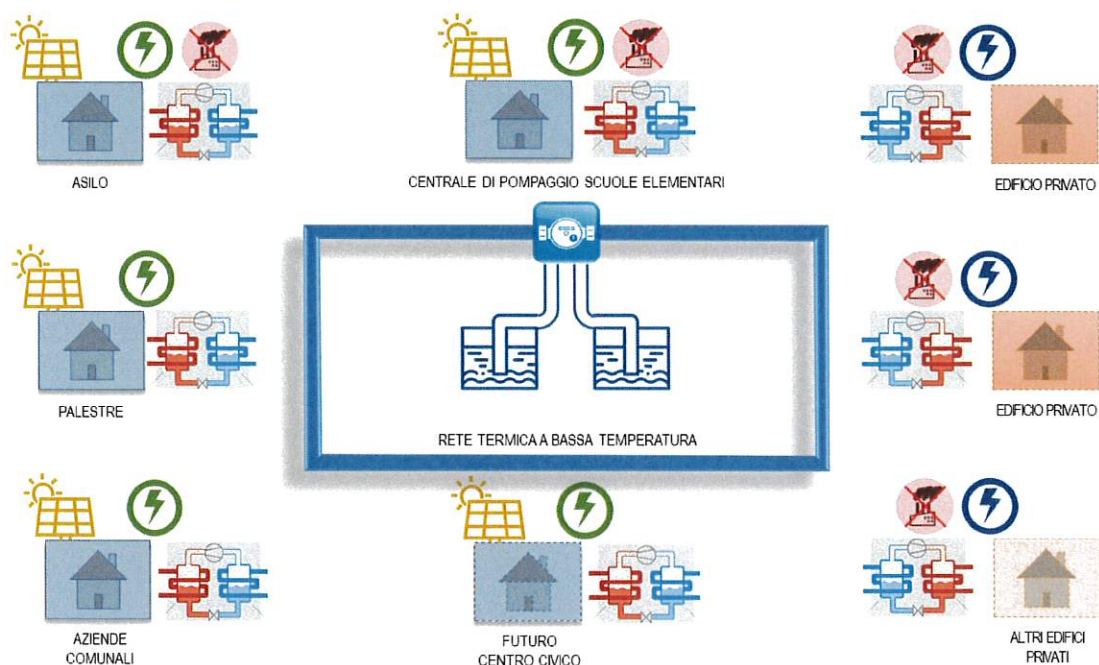 ASILO
CENTRALE DI POMPAGGIO SCUOLE ELEMENTARI
EDIFICIO PRIVATO
PALESTRE
EDIFICIO PRIVATO
RETE TERMICA A BASSA TEMPERATURA
AZIENDE
COMUNALI
FUTURO
CENTRO CIVICO
ALTRI EDIFICI
PRIVATI